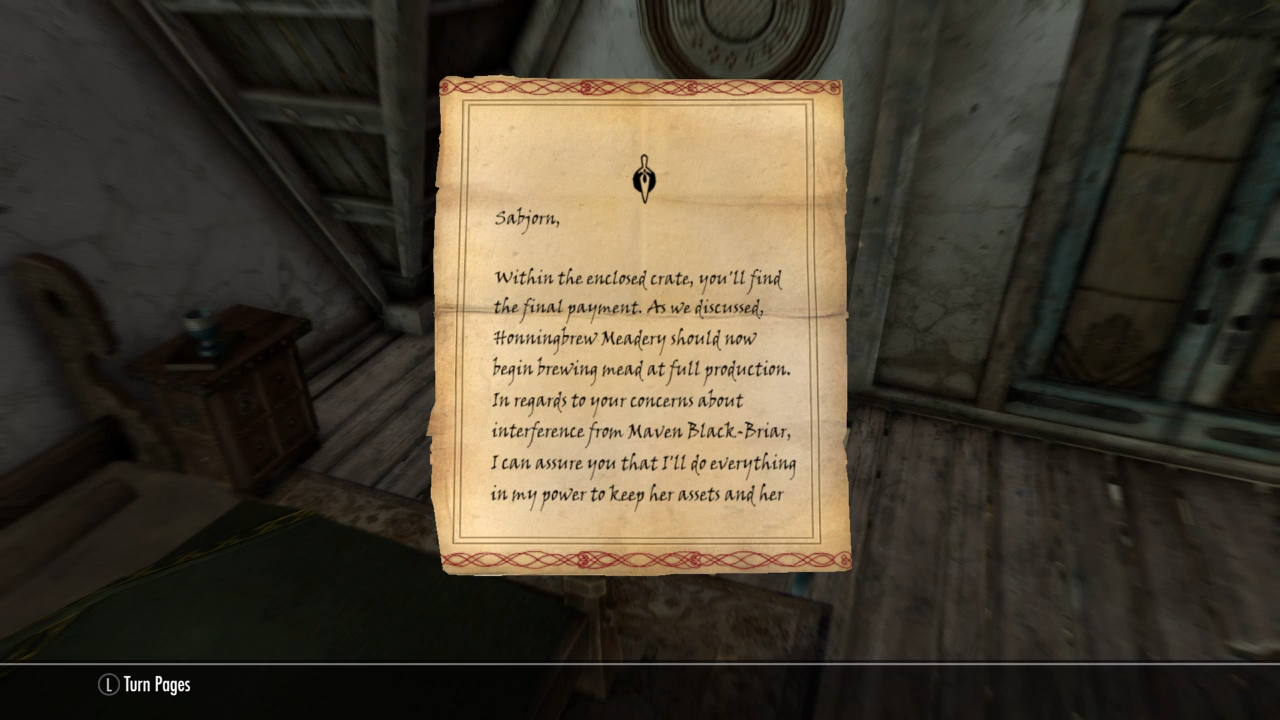 Sabjorn,
Within the enclosed crate, you'll find
the final payment. As we discussed,
Honningbrew Meadery should now
begin brewing mead at full production.
In regards to your concerns about
interference from Maven Black-Briar,
I can assure you that I'll do everything
in my power to keep her assets and her
L Turn Pages